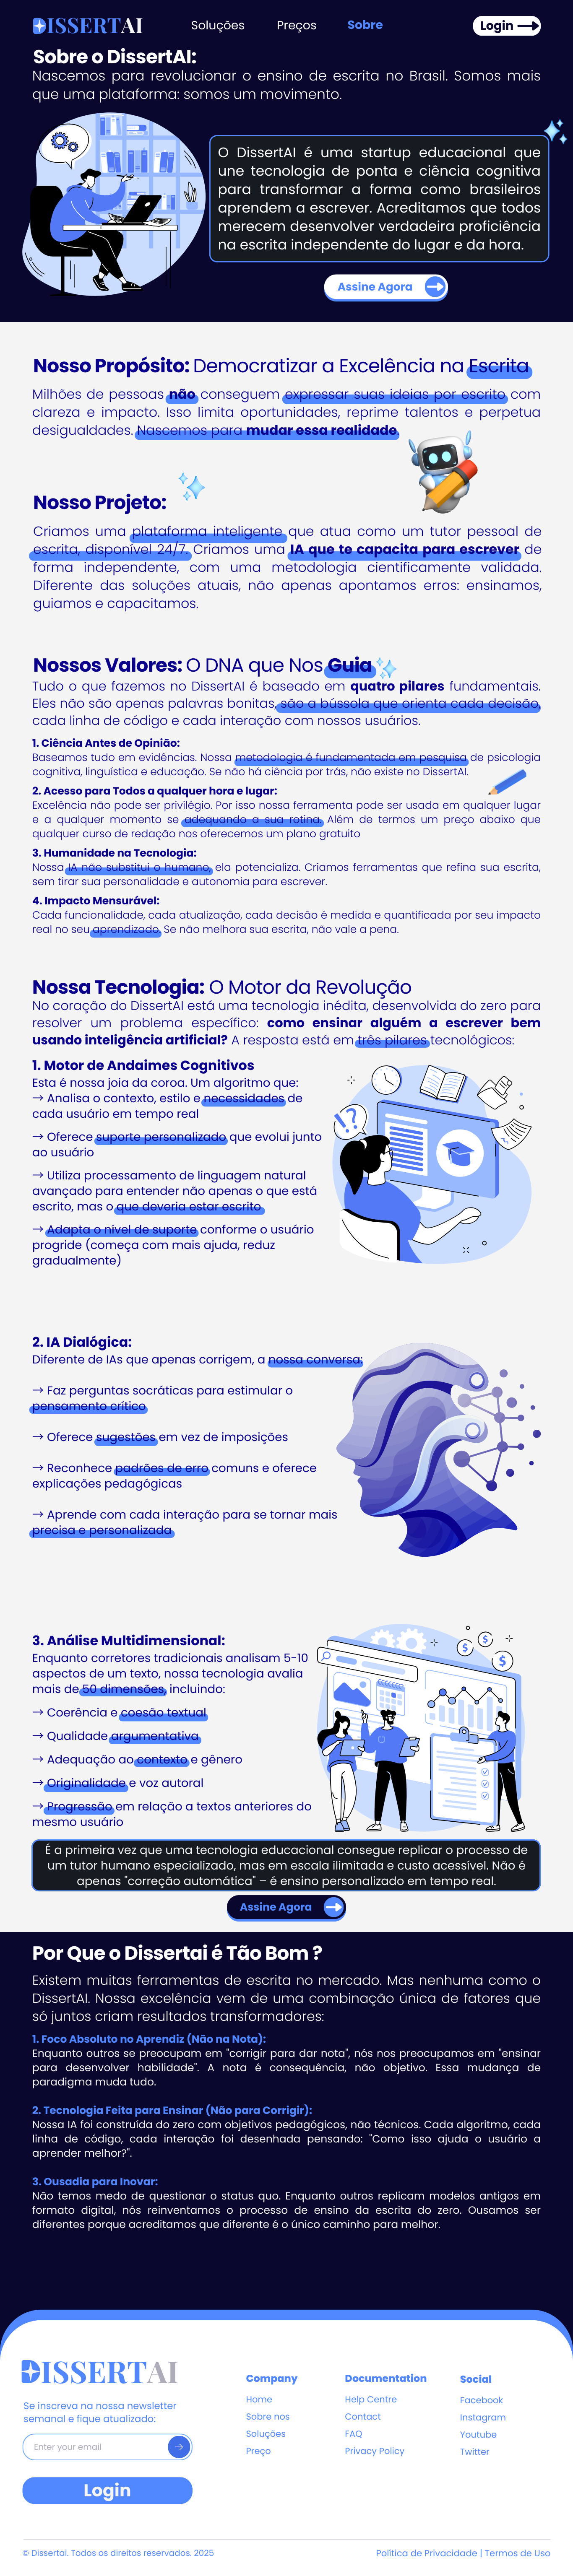 DISSERTAI
Soluções
Preços
Sobre
Login
Sobre o DissertAI:
Nascemos para revolucionar o ensino de escrita no Brasil. Somos mais
que uma plataforma: somos um movimento.
O DissertAI é uma startup educacional que
une tecnologia de ponta e ciência cognitiva
para transformar a forma como brasileiros
aprendem a escrever. Acreditamos que todos
merecem desenvolver verdadeira proficiência
na escrita independente do lugar e da hora.
Assine Agora
Nosso Propósito: Democratizar a Excelência na Escrita
Milhões de pessoas não conseguem expressar suas ideias por escrito com
clareza e impacto. Isso limita oportunidades, reprime talentos e perpetua
desigualdades. Nascemos para mudar essa realidade.
Nosso Projeto:
Criamos uma plataforma inteligente que atua como um tutor pessoal de
escrita, disponível 24/7. Criamos uma IA que te capacita para escrever de
forma independente, com uma metodologia cientificamente validada.
Diferente das soluções atuais, não apenas apontamos erros: ensinamos,
guiamos e capacitamos.
Nossos Valores: O DNA que Nos Guia
Tudo o que fazemos no DissertAI é baseado em quatro pilares fundamentais.
Eles não são apenas palavras bonitas, são a bússola que orienta cada decisão,
cada linha de código e cada interação com nossos usuários.
1. Ciência Antes de Opinião:
Baseamos tudo em evidências. Nossa metodologia é fundamentada em pesquisa de psicologia
cognitiva, linguística e educação. Se não há ciência por trás, não existe no DissertAI.
2. Acesso para Todos a qualquer hora e lugar:
Excelência não pode ser privilégio. Por isso nossa ferramenta pode ser usada em qualquer lugar
e a qualquer momento se adequando a sua rotina. Além de termos um preço abaixo que
qualquer curso de redação nos oferecemos um plano gratuito
3. Humanidade na Tecnologia:
Nossa IA não substitui o humano, ela potencializa. Criamos ferramentas que refina sua escrita,
sem tirar sua personalidade e autonomia para escrever.
4. Impacto Mensurável:
Cada funcionalidade, cada atualização, cada decisão é medida e quantificada por seu impacto
real no seu aprendizado. Se não melhora sua escrita, não vale a pena.
Nossa Tecnologia: O Motor da Revolução
No coração do DissertAI está uma tecnologia inédita, desenvolvida do zero para
resolver um problema específico: como ensinar alguém a escrever bem
usando inteligência artificial? A resposta está em três pilares tecnológicos:
1. Motor de Andaimes Cognitivos
Esta é nossa joia da coroa. Um algoritmo que:
→ Analisa o contexto, estilo e necessidades de
cada usuário em tempo real
→ Oferece suporte personalizado que evolui junto
ao usuário
→ Utiliza processamento de linguagem natural
avançado para entender não apenas o que está
escrito, mas o que deveria estar escrito
→ Adapta o nível de suporte conforme o usuário
progride (começa com mais ajuda, reduz
gradualmente)
!?
2. IA Dialógica:
Diferente de IAs que apenas corrigem, a nossa conversa:
→ Faz perguntas socráticas para estimular o
pensamento crítico
→ Oferece sugestões em vez de imposições
→ Reconhece padrões de erro comuns e oferece
explicações pedagógicas
→ Aprende com cada interação para se tornar mais
precisa e personalizada
3. Análise Multidimensional:
Enquanto corretores tradicionais analisam 5-10
aspectos de um texto, nossa tecnologia avalia
mais de 50 dimensões, incluindo:
→ Coerência e coesão textual
→ Qualidade argumentativa
→ Adequação ao contexto e gênero
→ Originalidade e voz autoral
→ Progressão em relação a textos anteriores do
mesmo usuário
$
$
$
É a primeira vez que uma tecnologia educacional consegue replicar o processo de
um tutor humano especializado, mas em escala ilimitada e custo acessível. Não é
apenas "correção automática" – é ensino personalizado em tempo real.
Assine Agora
Por Que o Dissertai é Tão Bom ?
Existem muitas ferramentas de escrita no mercado. Mas nenhuma como o
DissertAI. Nossa excelência vem de uma combinação única de fatores que
só juntos criam resultados transformadores:
1. Foco Absoluto no Aprendiz (Não na Nota):
Enquanto outros se preocupam em "corrigir para dar nota", nós nos preocupamos em "ensinar
para desenvolver habilidade". A nota é consequência, não objetivo. Essa mudança de
paradigma muda tudo.
2. Tecnologia Feita para Ensinar (Não para Corrigir):
Nossa IA foi construída do zero com objetivos pedagógicos, não técnicos. Cada algoritmo, cada
linha de código, cada interação foi desenhada pensando: "Como isso ajuda o usuário a
aprender melhor?".
3. Ousadia para Inovar:
Não temos medo de questionar o status quo. Enquanto outros replicam modelos antigos em
formato digital, nós reinventamos o processo de ensino da escrita do zero. Ousamos ser
diferentes porque acreditamos que diferente é o único caminho para melhor.
DISSERTAI
Se inscreva na nossa newsletter
semanal e fique atualizado:
Enter your email
Login
Company
Home
Sobre nos
Soluções
Preço
Documentation
Help Centre
Contact
FAQ
Privacy Policy
Social
Facebook
Instagram
Youtube
Twitter
© Dissertai. Todos os direitos reservados. 2025
Politica de Privacidade | Termos de Uso